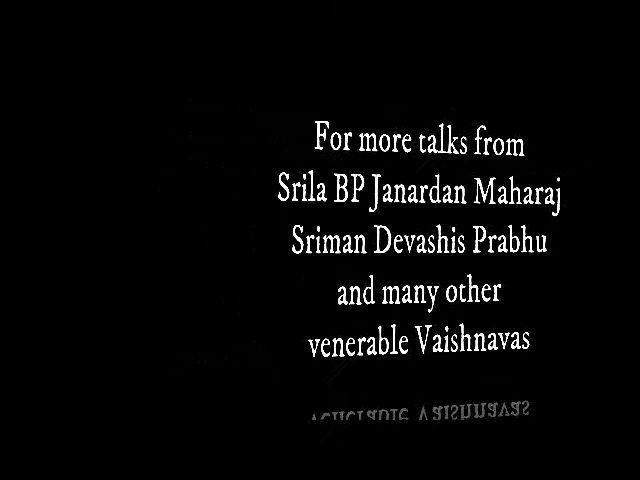 For more talks from
Srila BP Janardan Maharaj
Sriman Devashis Prabhu
and many other
venerable Vaishnavas